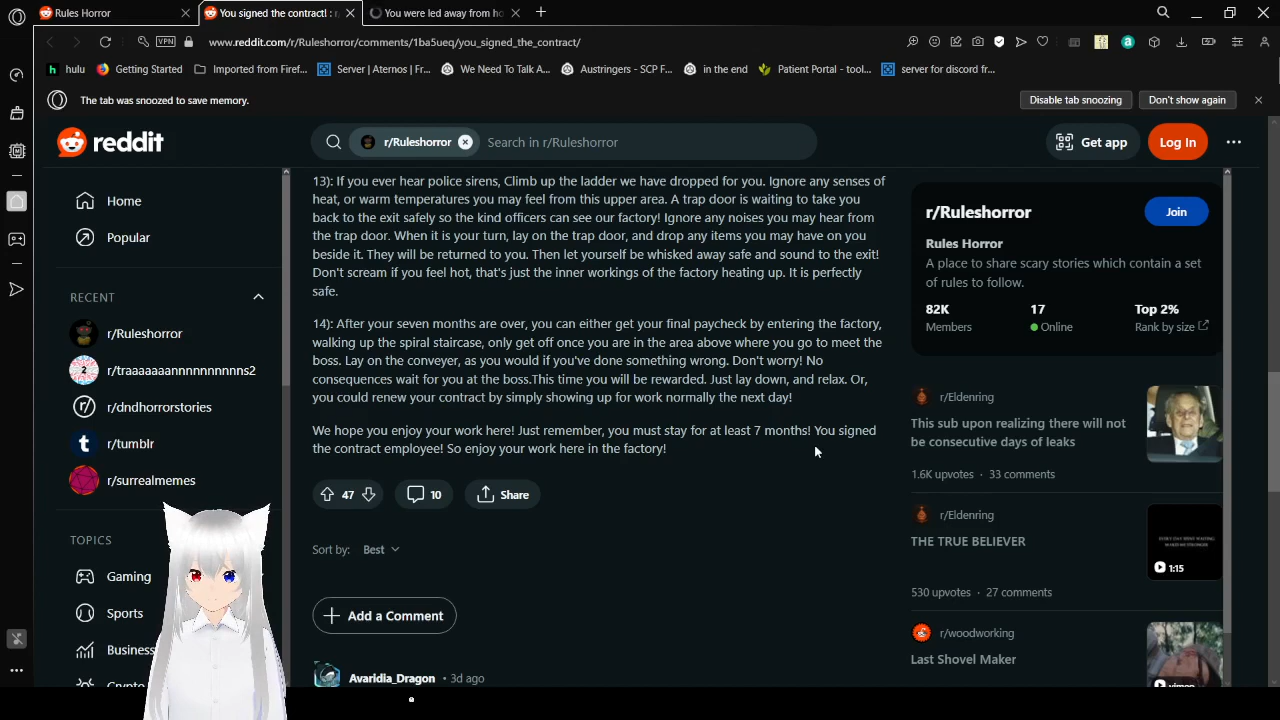 Rules Horror
You signed the contract! : r
You were led away from ho
VPN
www.reddit.com/r/Ruleshorror/comments/1ba5ueq/you_signed_the_contract/
hulu
Getting Started
Imported from Firef...
Server | Aternos | Fr...
We Need To Talk A...
Austringers - SCP F...
in the end
Patient Portal - tool...
server for discord fr...
The tab was snoozed to save memory.
Disable tab snoozing
Don't show again
reddit
r/Ruleshorror
Search in r/Ruleshorror
Get app
Log In
Home
Popular
RECENT
r/Ruleshorror
r/traaaaaaannnnnnnnnns2
r/dndhorrorstories
r/tumblr
r/surrealmemes
TOPICS
Gaming
Sports
Business
Crypto
13): If you ever hear police sirens, Climb up the ladder we have dropped for you. Ignore any senses of
heat, or warm temperatures you may feel from this upper area. A trap door is waiting to take you
back to the exit safely so the kind officers can see our factory! Ignore any noises you may hear from
the trap door. When it is your turn, lay on the trap door, and drop any items you may have on you
beside it. They will be returned to you. Then let yourself be whisked away safe and sound to the exit!
Don't scream if you feel hot, that's just the inner workings of the factory heating up. It is perfectly
safe.
14): After your seven months are over, you can either get your final paycheck by entering the factory,
walking up the spiral staircase, only get off once you are in the area above where you go to meet the
boss. Lay on the conveyer, as you would if you've done something wrong. Don't worry! No
consequences wait for you at the boss.This time you will be rewarded. Just lay down, and relax. Or,
you could renew your contract by simply showing up for work normally the next day!
We hope you enjoy your work here! Just remember, you must stay for at least 7 months! You signed
the contract employee! So enjoy your work here in the factory!
47
10
Share
Sort by:
Best
Add a Comment
Avaridia_Dragon • 3d ago
r/Ruleshorror
Join
Rules Horror
A place to share scary stories which contain a set
of rules to follow.
82K
17
Top 2%
Members
Online
Rank by size
r/Eldenring
This sub upon realizing there will not
be consecutive days of leaks
1.6K upvotes • 33 comments
r/Eldenring
THE TRUE BELIEVER
1:15
530 upvotes • 27 comments
r/woodworking
Last Shovel Maker
vimeo